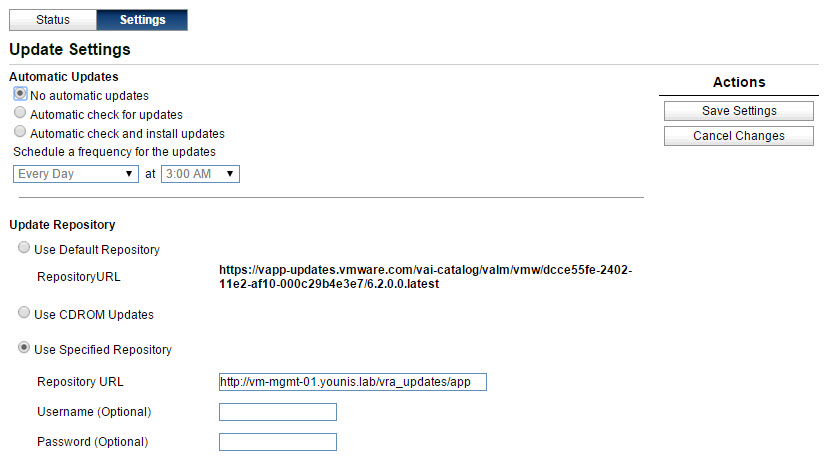 Status Settings
Update Settings
Automatic Updates
No automatic updates
Automatic check for updates
Automatic check and install updates
Schedule a frequency for the updates
Every Day at 3:00 AM
Actions
Save Settings
Cancel Changes
Update Repository
Use Default Repository
RepositoryURL https://vapp-updates.vmware.com/vai-catalog/valm/vmw/dcce55fe-2402-
11e2-af10-000c29b4e3e7/6.2.0.0.latest
Use CDROM Updates
Use Specified Repository
Repository URL http://vm-mgmt-01.younis.lab/vra_updates/app
Username (Optional)
Password (Optional)